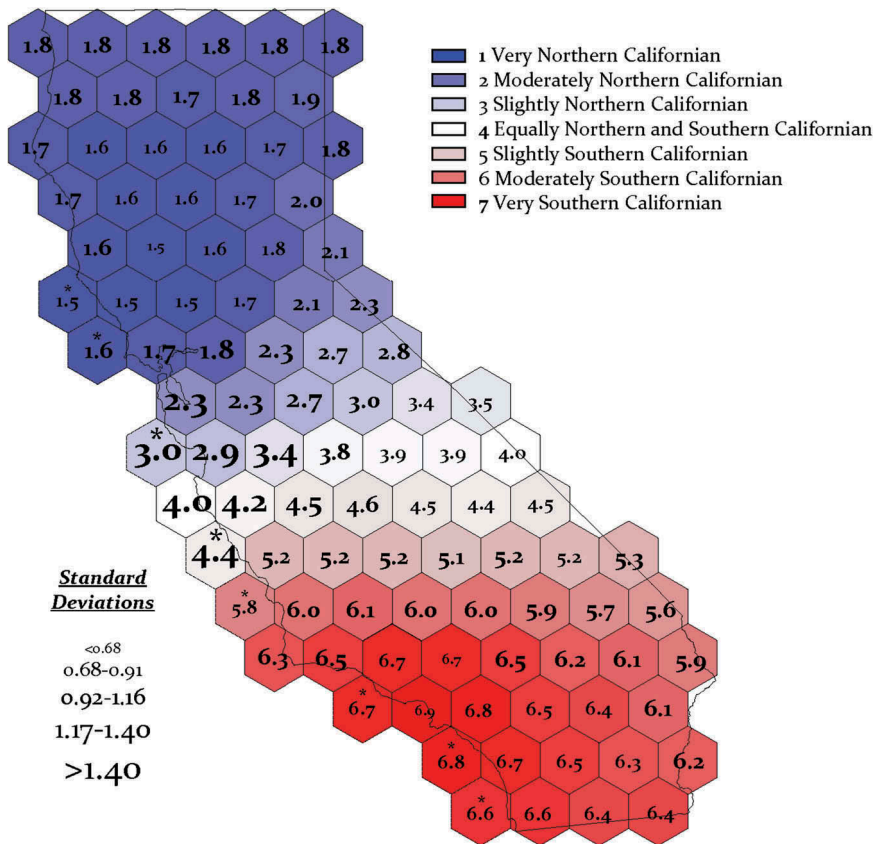 1.8 1.8 1.8 1.8 1.8 1.8
1 Very Northern Californian
2 Moderately Northern Californian
3 Slightly Northern Californian
4 Equally Northern and Southern Californian
5 Slightly Southern Californian
6 Moderately Southern Californian
7 Very Southern Californian
1.8 1.8 1.7 1.8 1.9
1.7 1.6 1.6 1.6 1.7 1.8
1.7 1.6 1.6 1.7 2.0
1.6 1.5 1.6 1.8 2.1
*
1.5 1.5 1.5 1.7 2.1 2.3
*
1.6 1.7 1.8 2.3 2.7 2.8
2.3 2.3 2.7 3.0 3.4 3.5
*
3.0 2.9 3.4 3.8 3.9 3.9 4.0
4.0 4.2 4.5 4.6 4.5 4.4 4.5
*
4.4 5.2 5.2 5.2 5.1 5.2 5.2 5.3
*
5.8 6.0 6.1 6.0 6.0 5.9 5.7 5.6
6.3 6.5 6.7 6.7 6.5 6.2 6.1 5.9
*
6.7 6.9 6.8 6.5 6.4 6.1
*
6.8 6.7 6.5 6.3 6.2
*
6.6 6.6 6.4 6.4
Standard
Deviations
<0.68
0.68-0.91
0.92-1.16
1.17-1.40
>1.40